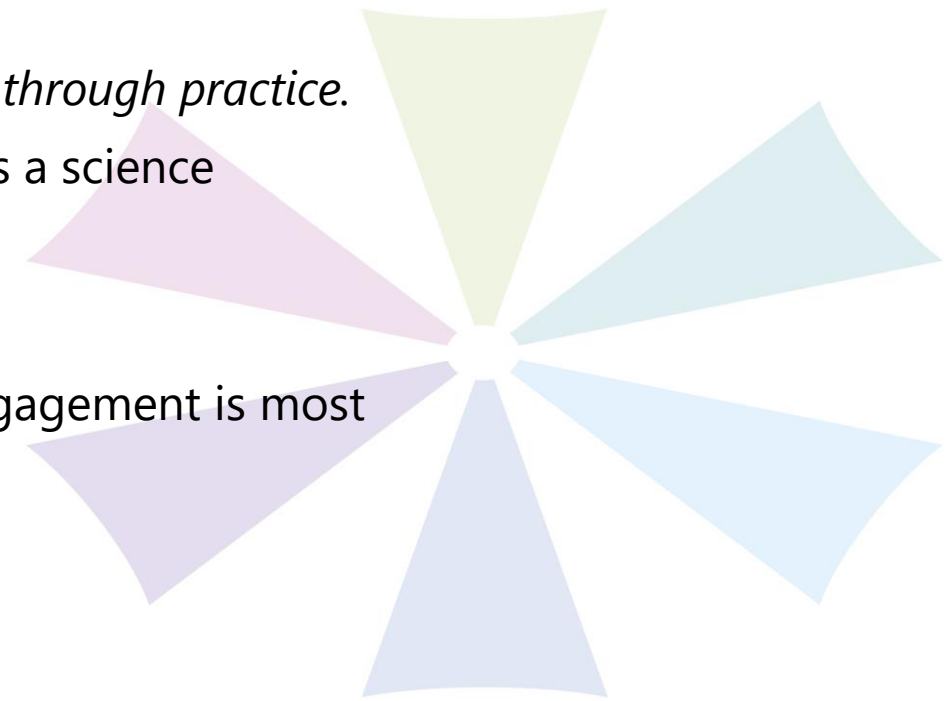 through practice.
s a science
gagement is most